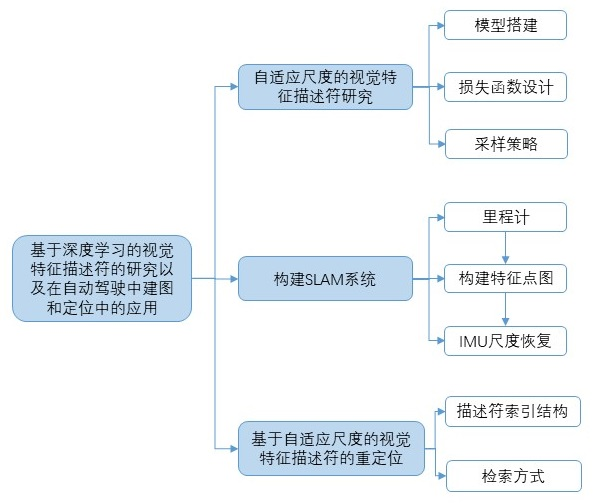 模型搭建
自适应尺度的视觉特
征描述符研究
损失函数设计
采样策略
里程计
基于深度学习的视觉
特征描述符的研究以
及在自动驾驶中建图
和定位中的应用
构建SLAM系统
构建特征点图
IMU尺度恢复
描述符索引结构
基于自适应尺度的视觉
特征描述符的重定位
检索方式